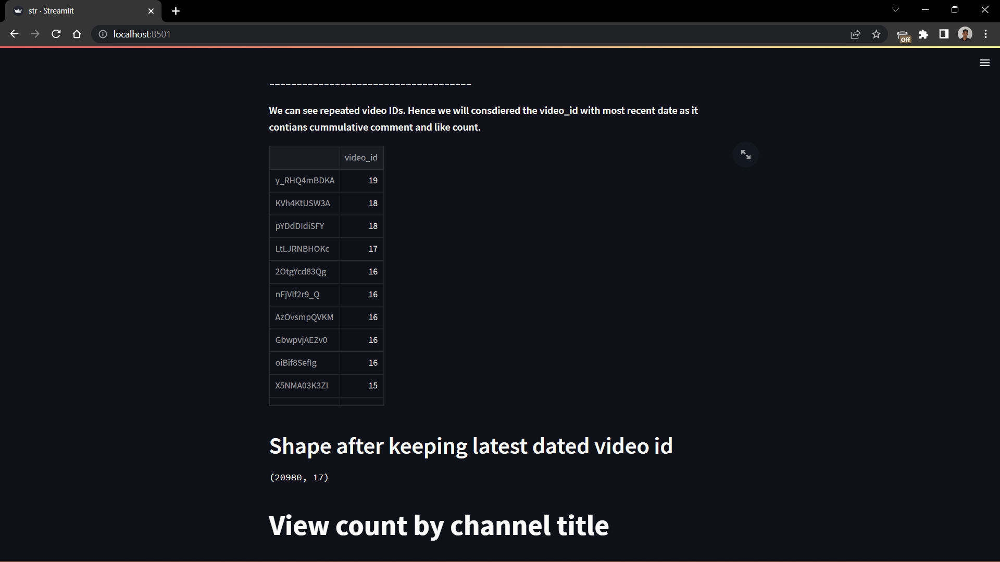 str · Streamlit
localhost:8501
Off
____________________________________
We can see repeated video IDs. Hence we will consdiered the video_id with most recent date as it
contians cummulative comment and like count.
video_id
y_RHQ4mBDKA 19
KVh4KtUSW3A 18
pYDdDIdiSFY 18
LtLJRNBHOKc 17
2OtgYcd83Qg 16
nFjVlf2r9_Q 16
AzOvsmpQVKM 16
GbwpvjAEZv0 16
oiBif8SefIg 16
X5NMA03K3ZI 15
Shape after keeping latest dated video id
(20980, 17)
View count by channel title